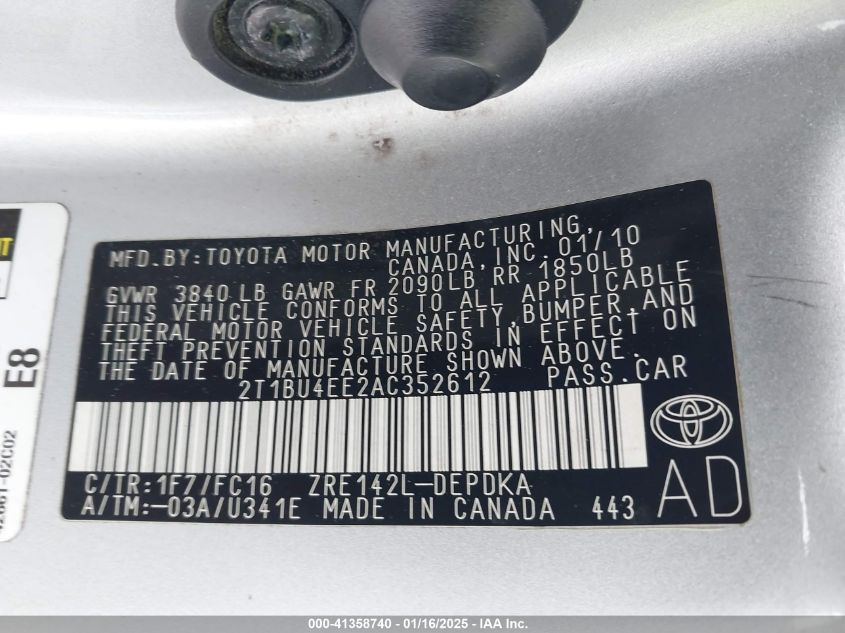 MFD.BY:TOYOTA MOTOR MANUFACTURING,
CANADA,INC. 01/10
GVWR 3840 LB GAWR FR 2090LB RR 1850LB
THIS VEHICLE CONFORMS TO ALL APPLICABLE
FEDERAL MOTOR VEHICLE SAFETY,BUMPER,AND
THEFT PREVENTION STANDARDS IN EFFECT ON
THE DATE OF MANUFACTURE SHOWN ABOVE.
2T1BU4EE2AC352612 PASS.CAR
C/TR:1F7/FC16 ZRE142L-DEPDKA
A/TM:-03A/U341E MADE IN CANADA 443
AD
E8
000-41358740 - 01/16/2025 - IAA Inc.